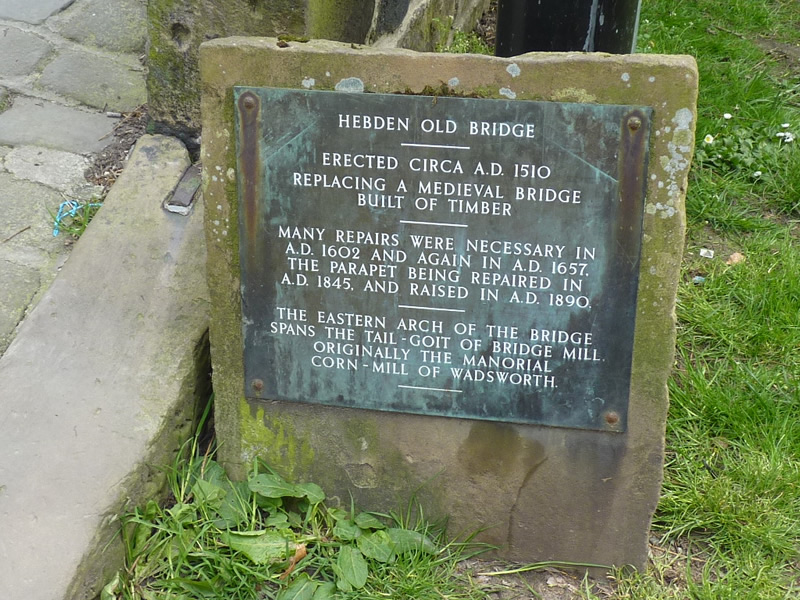 HEBDEN OLD BRIDGE
ERECTED CIRCA A.D. 1510
REPLACING A MEDIEVAL BRIDGE
BUILT OF TIMBER
MANY REPAIRS WERE NECESSARY IN
A.D. 1602 AND AGAIN IN A.D. 1657.
THE PARAPET BEING REPAIRED IN
A.D. 1845, AND RAISED IN A.D. 1890.
THE EASTERN ARCH OF THE BRIDGE
SPANS THE TAIL-GOIT OF BRIDGE MILL
ORIGINALLY THE MANORIAL
CORN-MILL OF WADSWORTH.